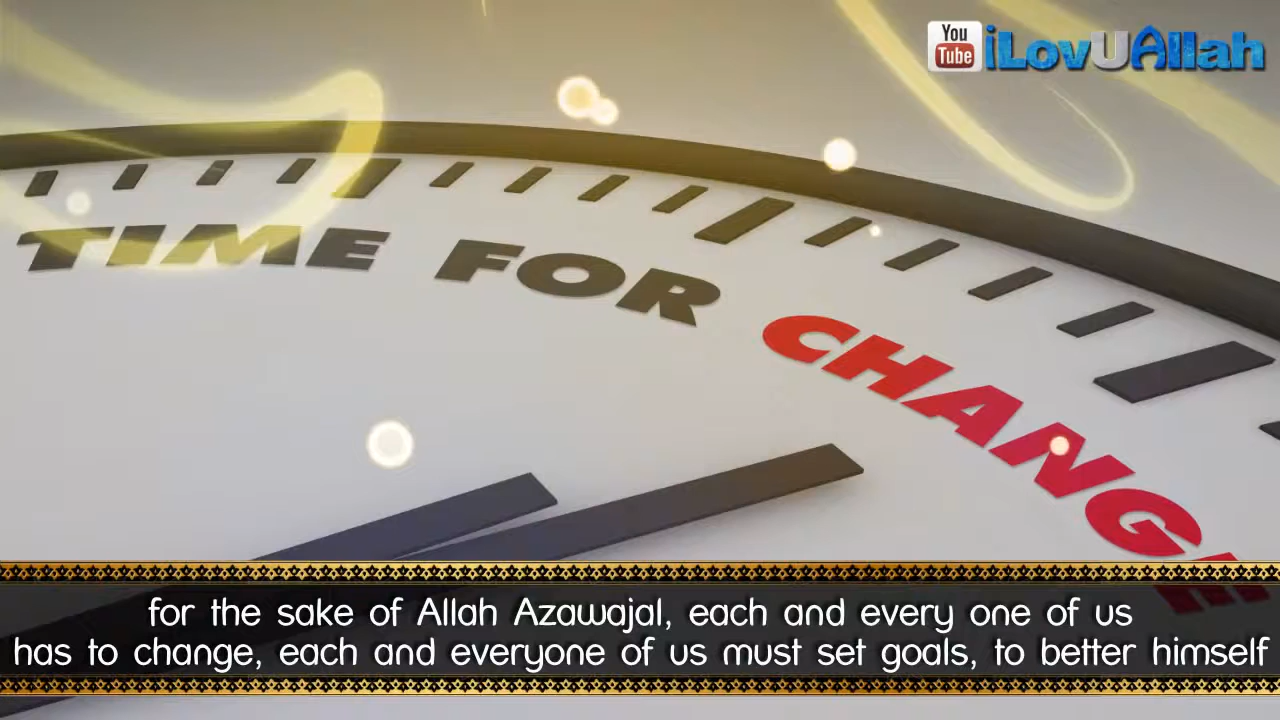 You
Tube
iLovUAllah
TIME FOR CHANGE
for the sake of Allah Azawajal, each and every one of us
has to change, each and everyone of us must set goals, to better himself